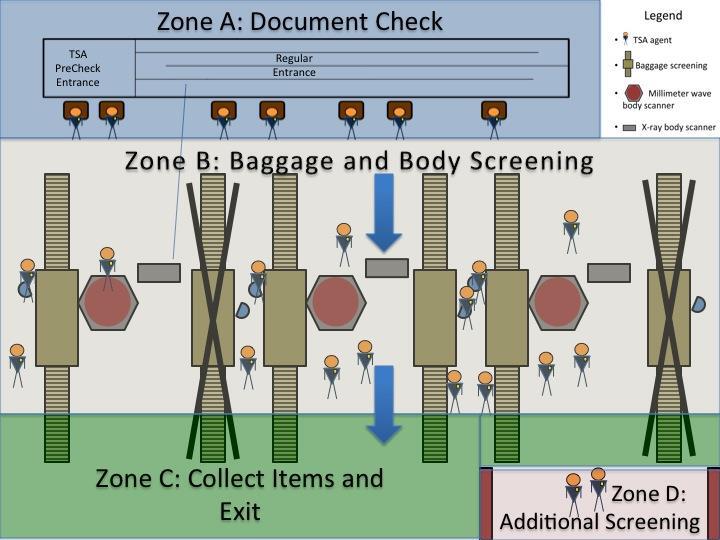 Zone A: Document Check
TSA
PreCheck
Entrance
Regular
Entrance
Legend
• TSA agent
• Baggage screening
• Millimeter wave
body scanner
• X-ray body scanner
Zone B: Baggage and Body Screening
Zone C: Collect Items and
Exit
Zone D:
Additional Screening